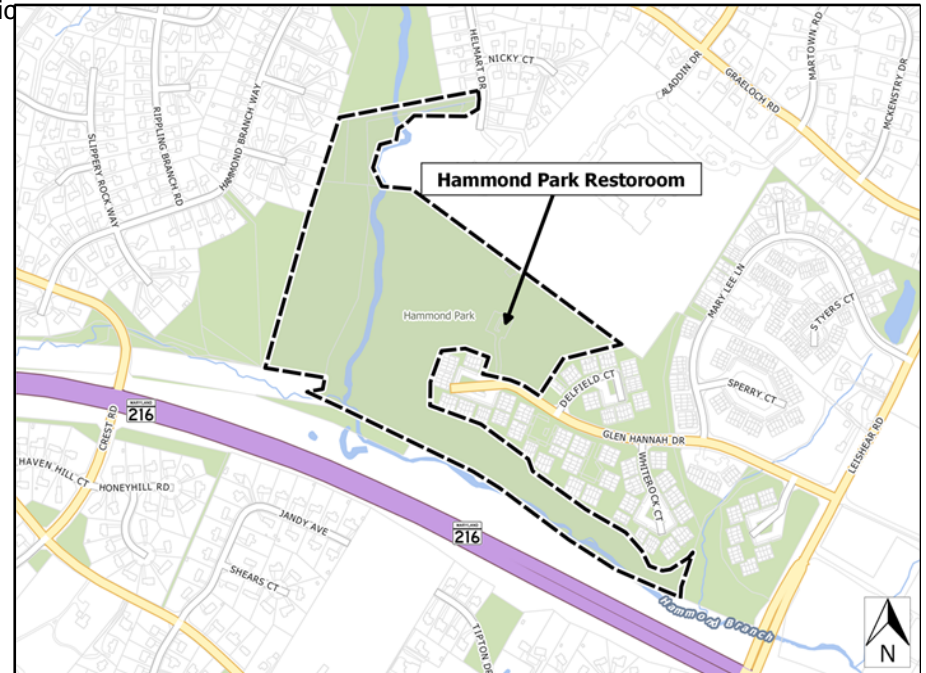 ic
HELMART DR
NICKY CT
ALADDIN DR
GRAELOCH RD
MARTOWN RD
MCKENSTRY DR
SLIPPERY ROCK WAY
RIPPLING BRANCH RD
HAMMOND BRANCH WAY
Hammond Park Restoroom
MARY LEE LN
STYERS CT
Hammond Park
SPERRY CT
DELFIELD CT
GLEN HANNAH DR
LEISHEAR RD
WHITEROCK CT
CREST RD
MARYLAND
216
HAVEN HILL CT
HONEYHILL RD
JANDY AVE
MARYLAND
216
SHEARS CT
TIPTON DR
Hammond Branch
N